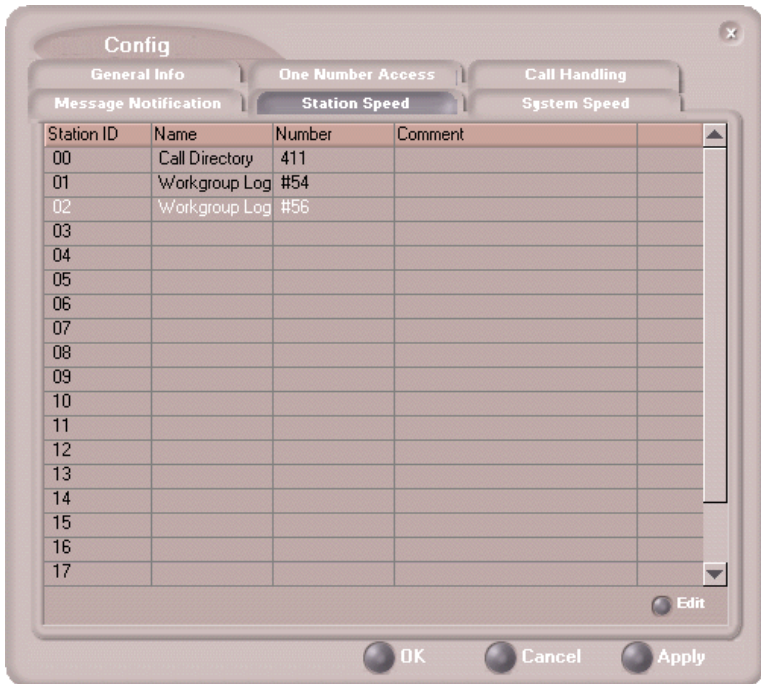 Config
General Info One Number Access Call Handling
Message Notification Station Speed System Speed
Station ID Name Number Comment
00 Call Directory 411
01 Workgroup Log #54
02 Workgroup Log #56
03
04
05
06
07
08
09
10
11
12
13
14
15
16
17
Edit
OK Cancel Apply